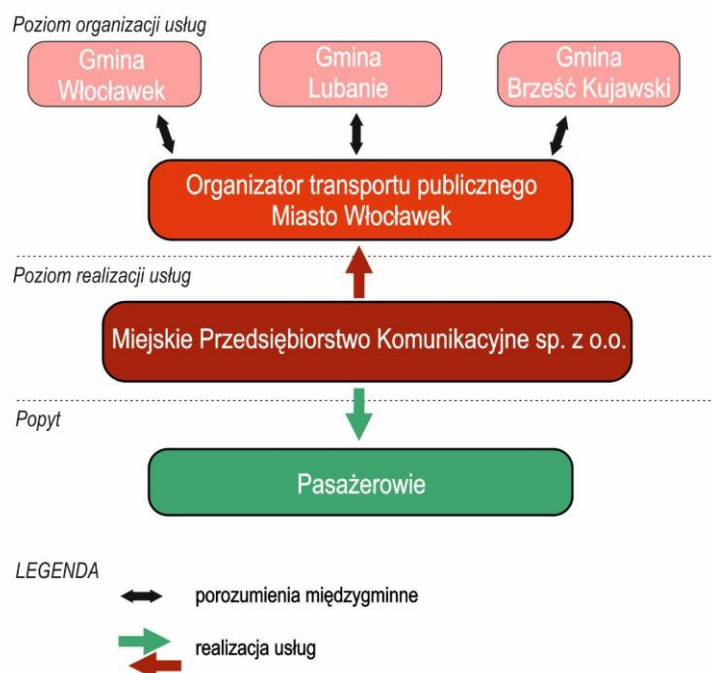 Poziom organizacji usług
Gmina
Włocławek
Gmina
Lubanie
Gmina
Brześć Kujawski
Organizator transportu publicznego
Miasto Włocławek
Poziom realizacji usług
Miejskie Przedsiębiorstwo Komunikacyjne sp. z o.o.
Popyt
Pasażerowie
LEGENDA
porozumienia międzygminne
realizacja usług